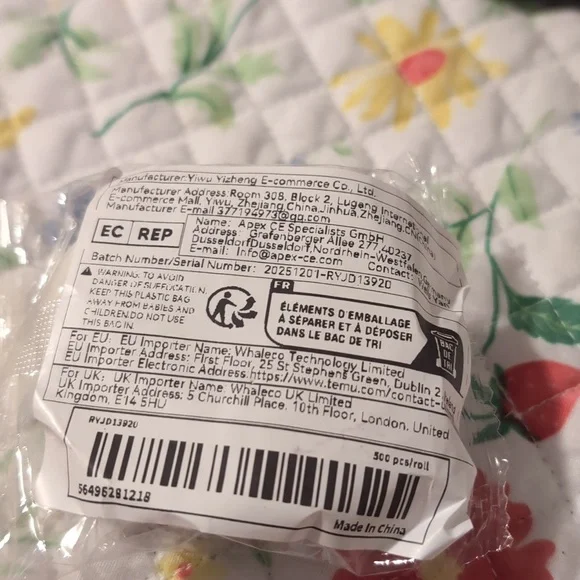 Manufacturer:Yiwu Yizheng E-commerce Co., Ltd.
Manufacturer Address:Room 308, Block 2, Lugang
E-commerce Mall, Yiwu, Zhejiang,China,Jinhua,Zhejiang,
Manufacturer E-mail 377194973@qq.com
EC REP
Name: Apex CE Specialists GmbH
Address: Grafenberger Allee 277,40237
DusseldorfDusseldorf,Nordrhein-Westfalen
E-mail: Info@apex-ce.com Contact:
Batch Number/Serial Number: 20251201-RYJD13920
WARNING: TO AVOID
DANGER OF SUFFOCATION,
KEEP THIS PLASTIC BAG
AWAY FROM BABIES AND
CHILDREN.DO NOT USE
THIS BAG IN
FR
ÉLÉMENTS D'EMBALLAGE
À SÉPARER ET À DÉPOSER
DANS LE BAC DE TRI
BAC
DE
TRI
For EU: EU Importer Name: Whaleco Technology Limited
EU Importer Address: First Floor, 25 St Stephens Green, Dublin 2,
EU Importer Electronic Address:https://www.temu.com/contact-
For UK: UK Importer Name: Whaleco UK Limited
UK Importer Address: 5 Churchill Place, 10th Floor, London, United
Kingdom, E14 5HU
RYJD13920
500 pcs/roll
56496281218
Made In China